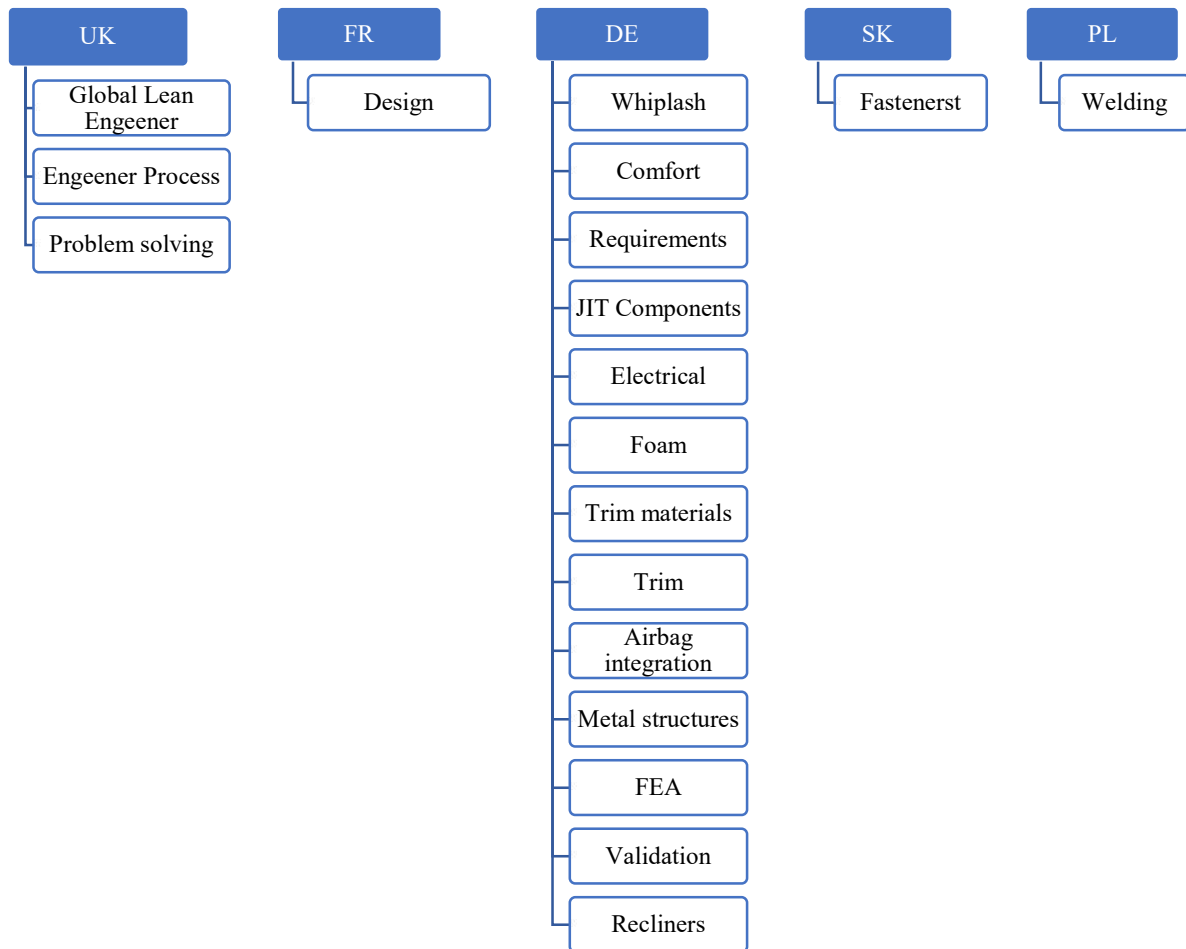 UK
Global Lean
Engeener
Engeener Process
Problem solving
FR
Design
DE
Whiplash
Comfort
Requirements
JIT Components
Electrical
Foam
Trim materials
Trim
Airbag
integration
Metal structures
FEA
Validation
Recliners
SK
Fastenerst
PL
Welding